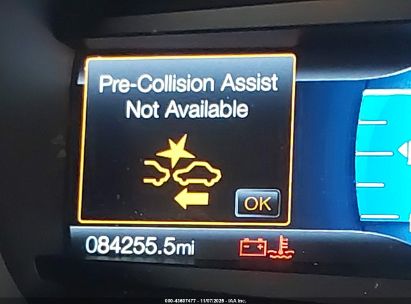 Pre-Collision Assist
Not Available
OK
084255.5mi